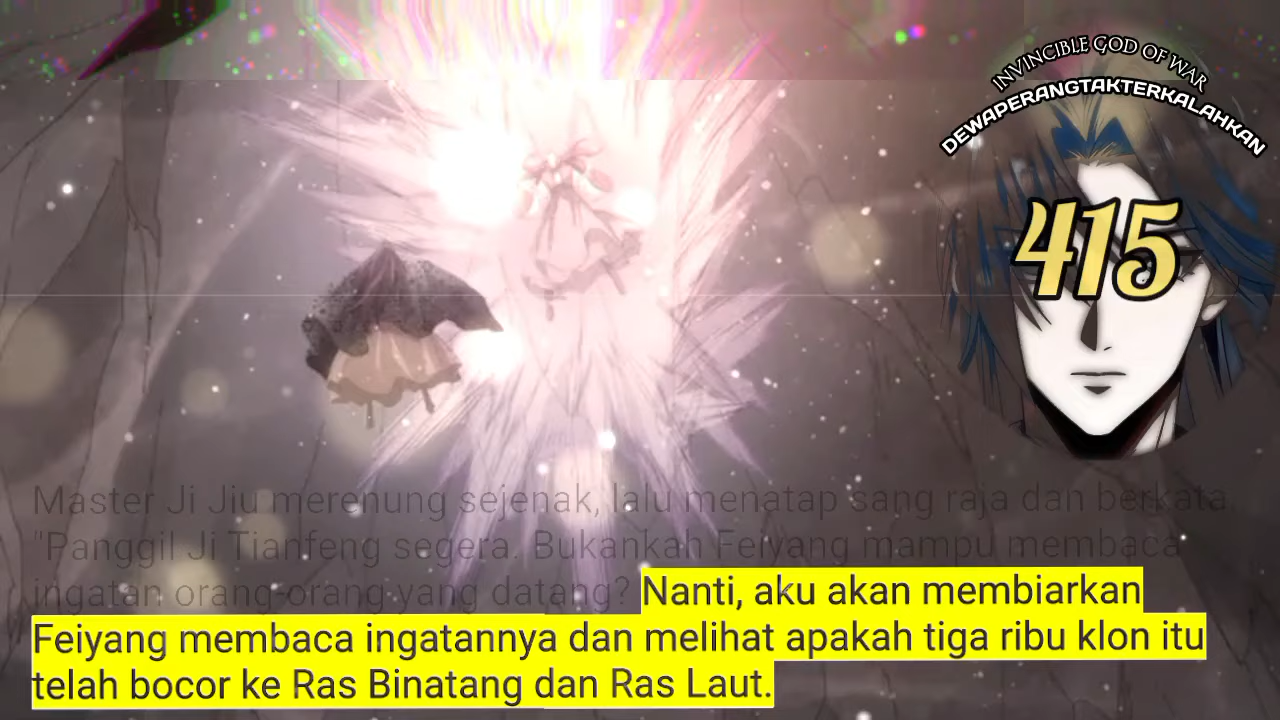 INVINCIBLE GOD OF WAR
DEWAPERANGTAKTERKALAHKAN
415
Master Ji Jiu merenung sejenak, lalu menatap sang raja dan berkata
"Panggil Ji Tianfeng segera. Bukankah Feiyang mampu membaca
ingatan orang-orang yang datang? Nanti, aku akan membiarkan
Feiyang membaca ingatannya dan melihat apakah tiga ribu klon itu
telah bocor ke Ras Binatang dan Ras Laut.